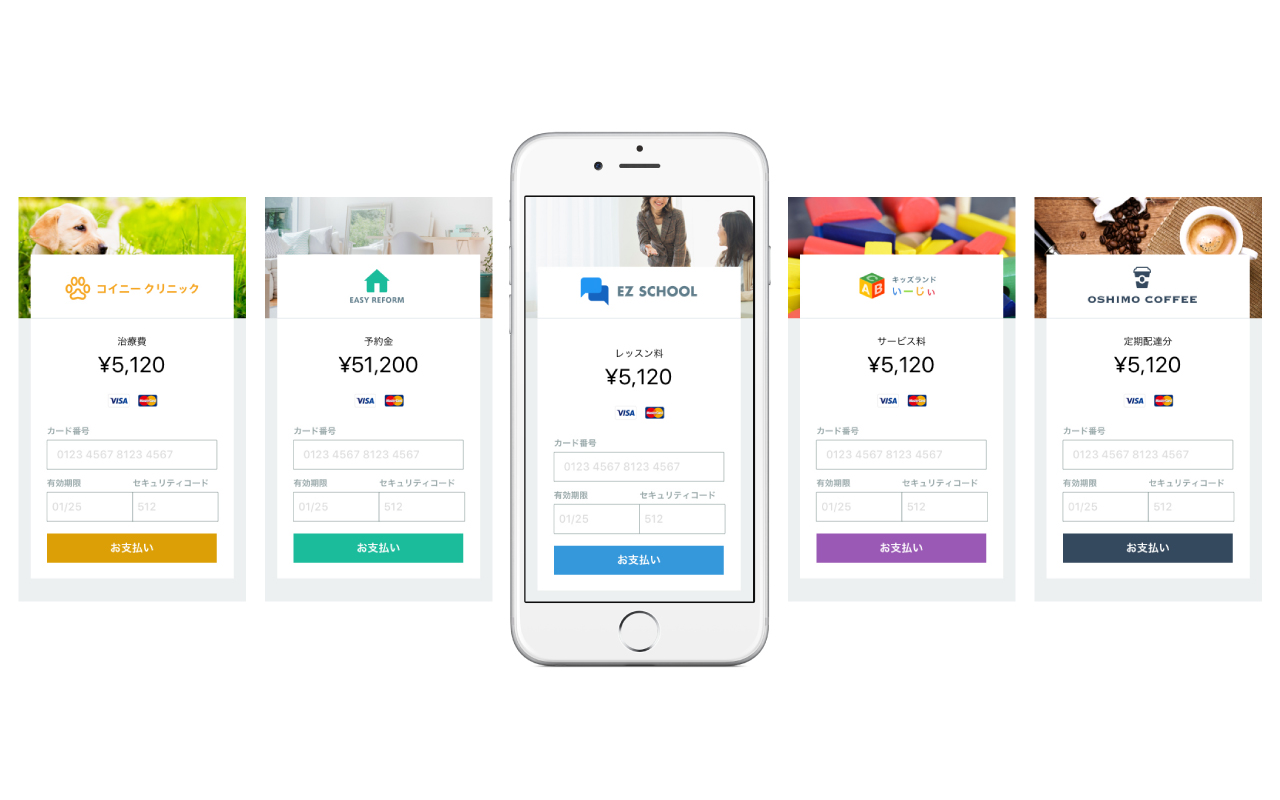 コイニー クリニック
治療費
¥5,120
VISA
MasterCard
カード番号
0123 4567 8123 4567
有効期限 セキュリティコード
01/25 512
お支払い
EASY REFORM
予約金
¥51,200
VISA
MasterCard
カード番号
0123 4567 8123 4567
有効期限 セキュリティコード
01/25 512
お支払い
EZ SCHOOL
レッスン料
¥5,120
VISA
MasterCard
カード番号
0123 4567 8123 4567
有効期限 セキュリティコード
01/25 512
お支払い
A B
キッズランド
いーじぃ
サービス料
¥5,120
VISA
MasterCard
カード番号
0123 4567 8123 4567
有効期限 セキュリティコード
01/25 512
お支払い
OSHIMO COFFEE
定期配達分
¥5,120
VISA
MasterCard
カード番号
0123 4567 8123 4567
有効期限 セキュリティコード
01/25 512
お支払い